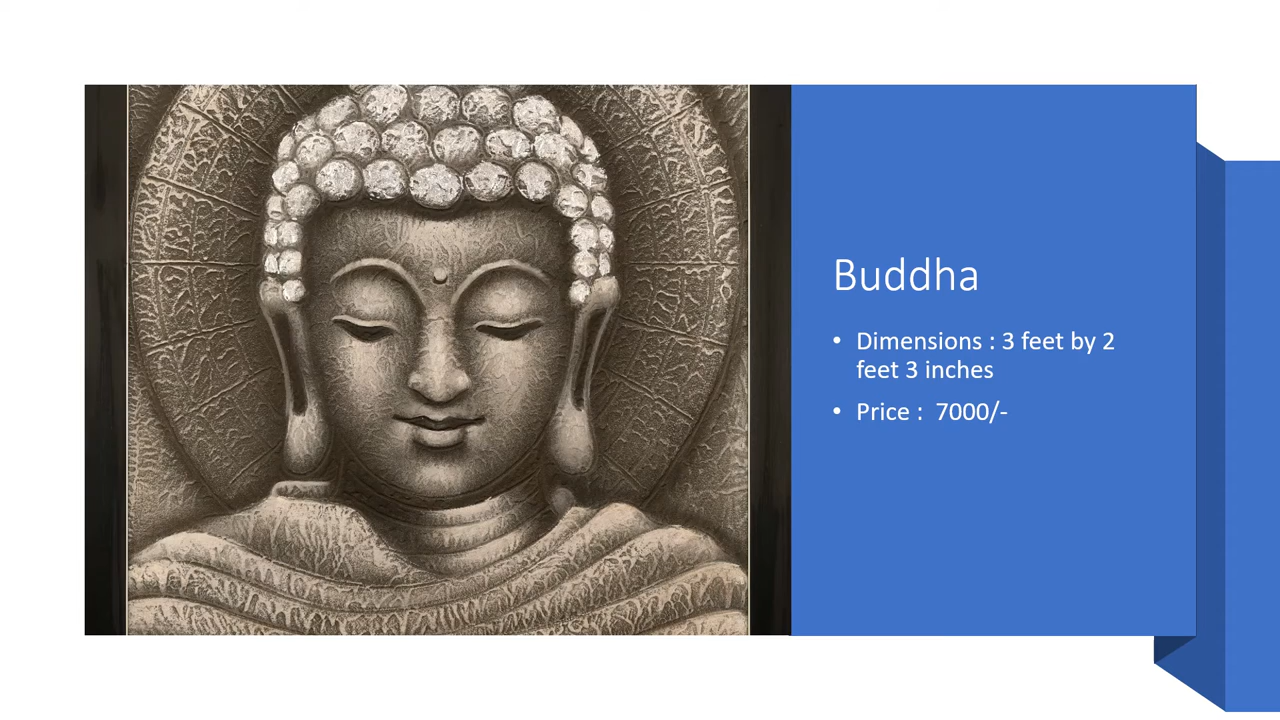 Buddha
• Dimensions : 3 feet by 2
feet 3 inches
• Price :  7000/-